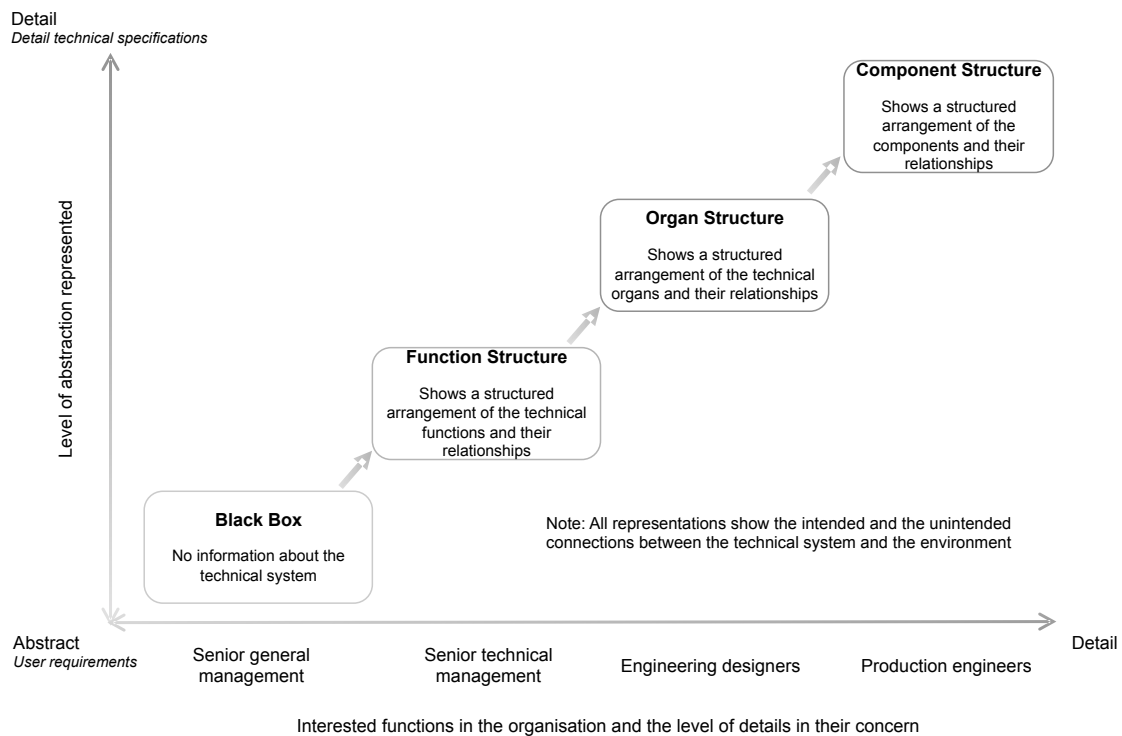 Detail
Detail technical specifications
Component Structure
Shows a structured
arrangement of the
components and their
relationships
Organ Structure
Shows a structured
arrangement of the technical
organs and their relationships
Level of abstraction represented
Function Structure
Shows a structured
arrangement of the technical
functions and their
relationships
Black Box
No information about the
technical system
Note: All representations show the intended and the unintended
connections between the technical system and the environment
Abstract
User requirements
Senior general
management
Senior technical
management
Engineering designers
Production engineers
Detail
Interested functions in the organisation and the level of details in their concern